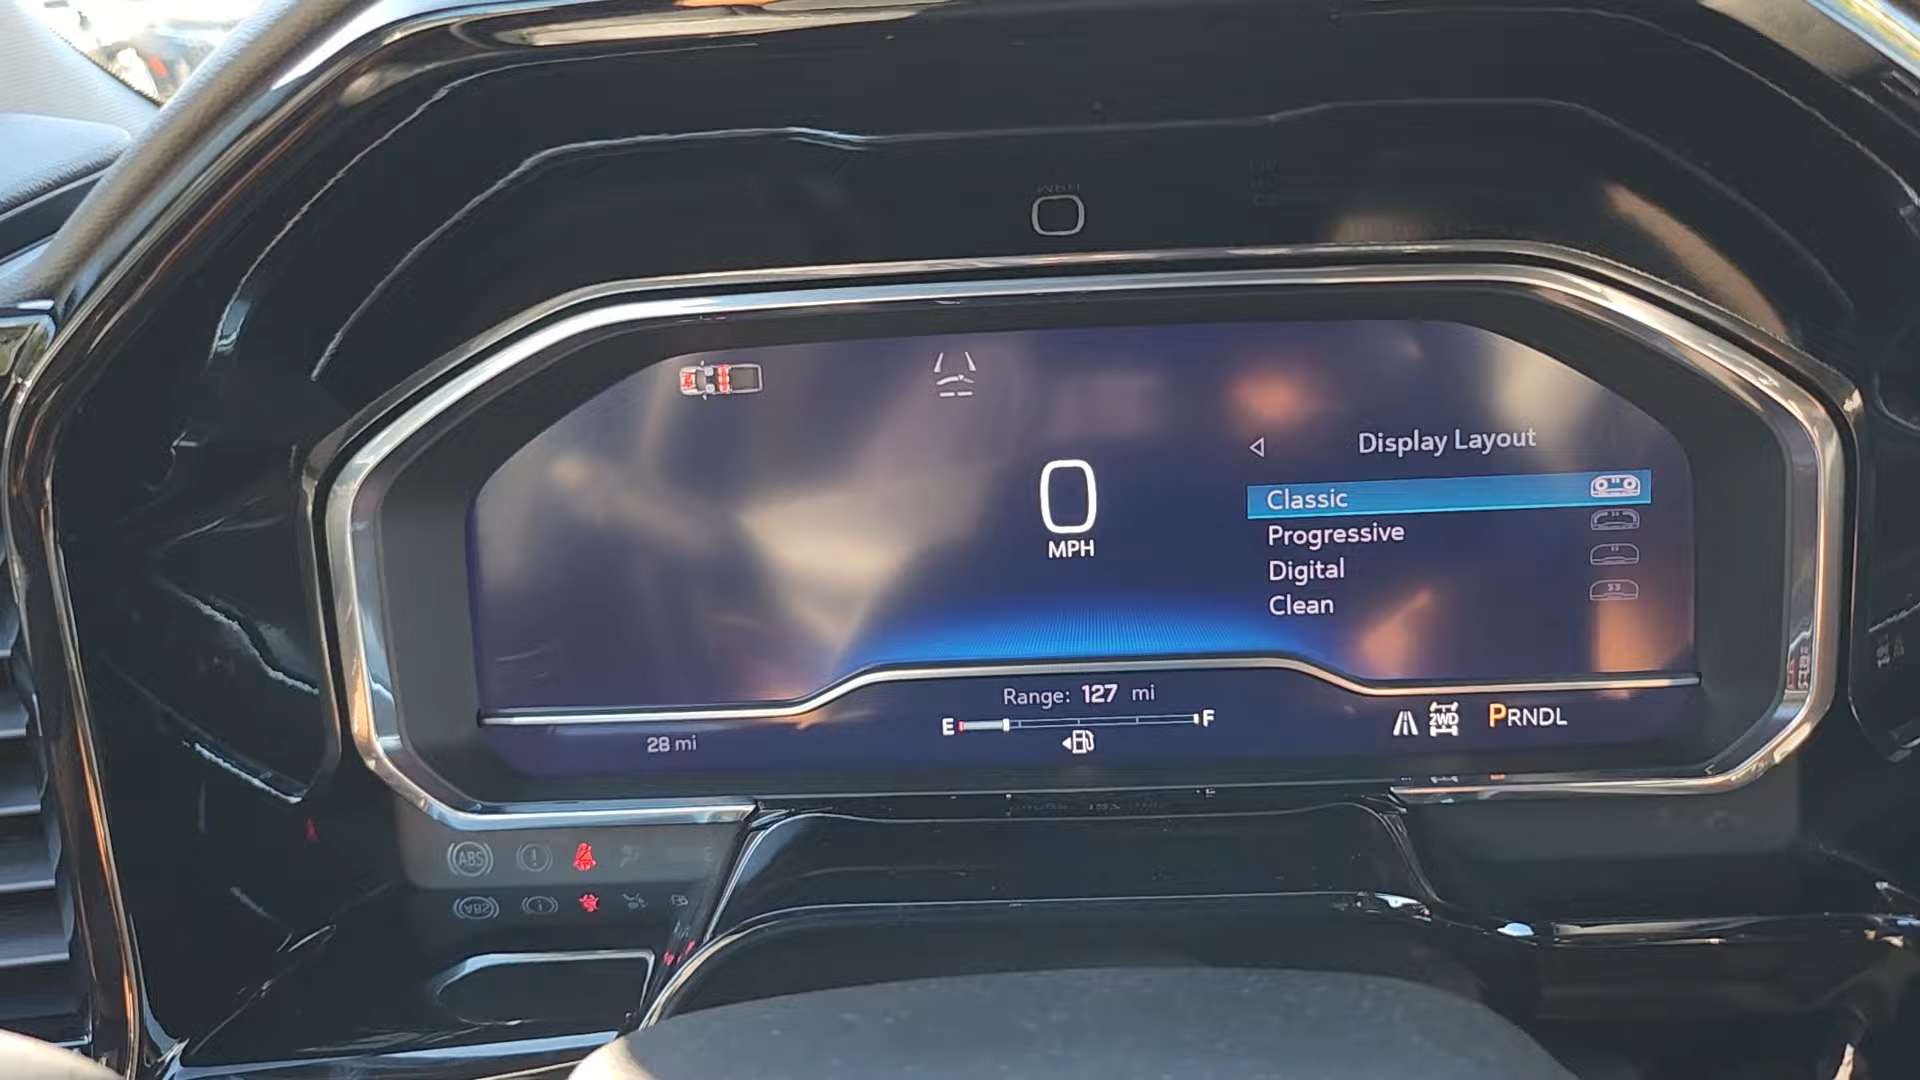 0
MPH
Display Layout
Classic
Progressive
Digital
Clean
Range: 127 mi
E F
28 mi
2WD
PRNDL
ABS